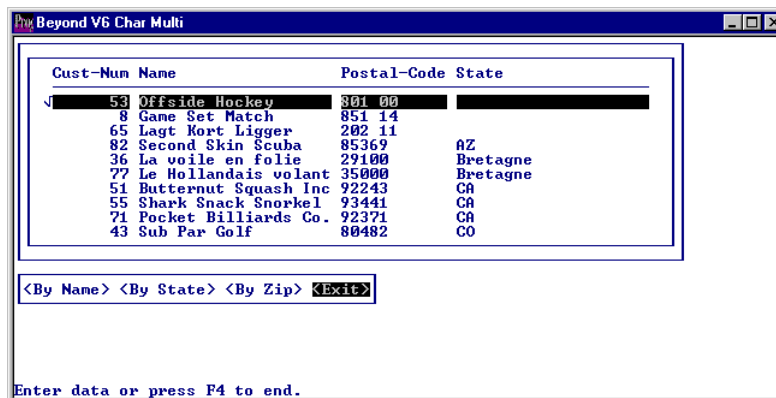 Beyond V6 Char Multi
Cust-Num Name Postal-Code State
√ 53 Offside Hockey 801 00
8 Game Set Match 851 14
65 Lagt Kort Ligger 202 11
82 Second Skin Scuba 85369 AZ
36 La voile en folie 29100 Bretagne
77 Le Hollandais volant 35000 Bretagne
51 Butternut Squash Inc 92243 CA
55 Shark Snack Snorkel 93441 CA
71 Pocket Billiards Co. 92371 CA
43 Sub Par Golf 80482 CO
<By Name> <By State> <By Zip> <Exit>
Enter data or press F4 to end.